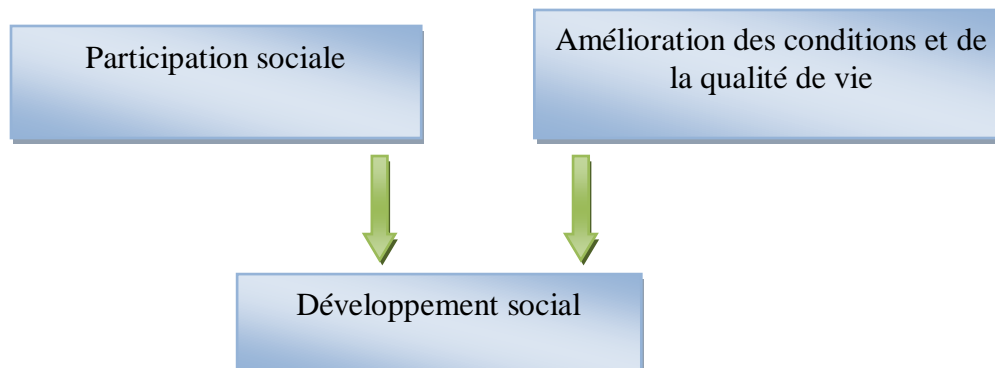 Participation sociale
Amélioration des conditions et de
la qualité de vie
Développement social